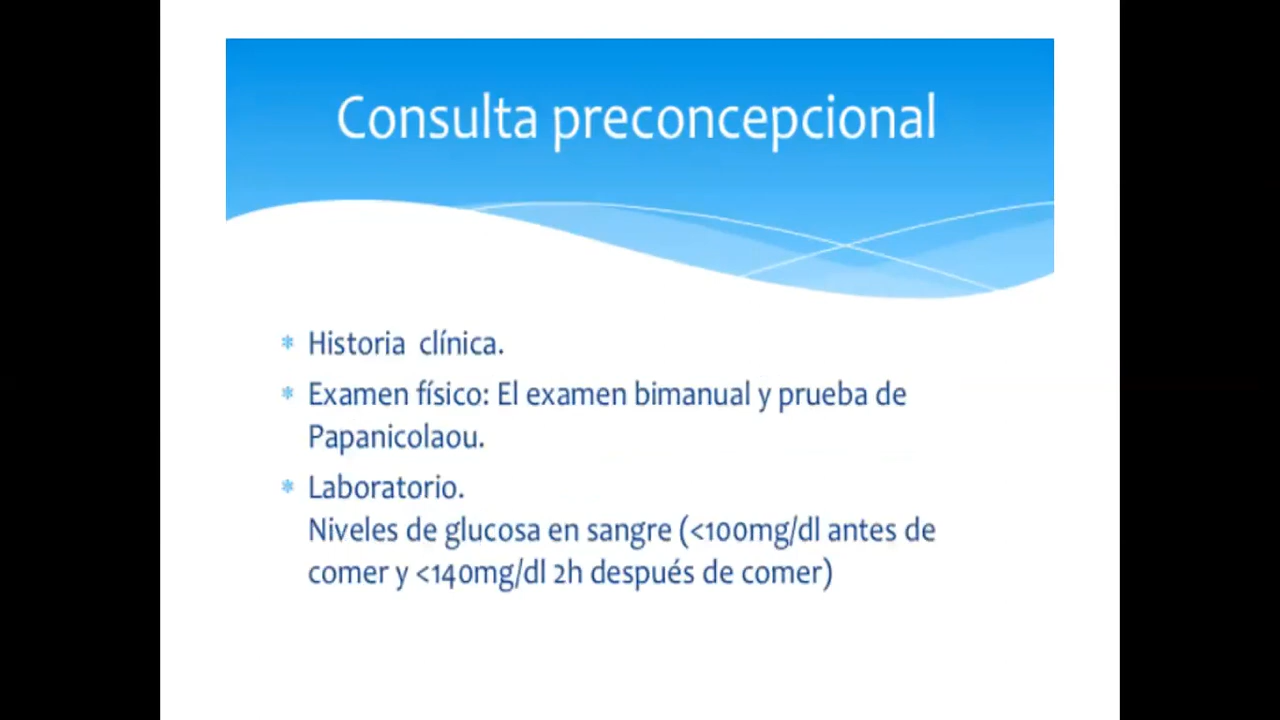 Consulta preconcepcional
* Historia clínica.
* Examen físico: El examen bimanual y prueba de
Papanicolaou.
* Laboratorio.
Niveles de glucosa en sangre (<100mg/dl antes de
comer y <140mg/dl 2h después de comer)